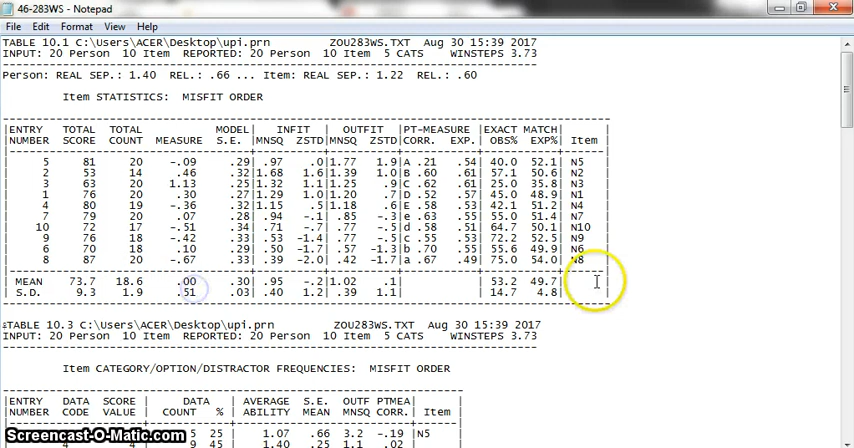 46-283WS - Notepad
File Edit Format View Help
TABLE 10.1 C:\Users\ACER\Desktop\upi.prn ZOU283WS.TXT Aug 30 15:39 2017
INPUT: 20 Person 10 Item REPORTED: 20 Person 10 Item 5 CATS WINSTEPS 3.73
--------------------------------------------------------------------------------
Person: REAL SEP.: 1.40 REL.: .66 ... Item: REAL SEP.: 1.22 REL.: .60
Item STATISTICS: MISFIT ORDER
|ENTRY TOTAL TOTAL MODEL| INFIT | OUTFIT |PT-MEASURE |EXACT MATCH| |
|NUMBER SCORE COUNT MEASURE S.E. |MNSQ ZSTD|MNSQ ZSTD|CORR. EXP.| OBS% EXP%| Item |
| 5 81 20 -.09 .29| .97 .0|1.77 1.9|A .21 .54| 40.0 52.1| N5 |
| 2 53 14 .46 .32|1.68 1.6|1.39 1.0|B .60 .61| 57.1 50.6| N2 |
| 3 63 20 1.13 .25|1.32 1.1|1.25 .9|C .62 .61| 25.0 35.8| N3 |
| 1 76 20 .30 .27|1.29 1.0|1.20 .7|D .52 .57| 45.0 48.9| N1 |
| 4 80 19 -.36 .32|1.15 .5|1.18 .6|E .58 .53| 42.1 51.2| N4 |
| 7 79 20 .07 .28| .94 -.1| .85 -.3|e .63 .55| 55.0 51.4| N7 |
| 10 72 17 -.51 .34| .71 -.7| .77 -.5|d .58 .51| 64.7 50.1| N10 |
| 9 76 18 -.42 .33| .53 -1.4| .77 -.5|c .55 .53| 72.2 52.5| N9 |
| 6 70 18 .10 .29| .50 -1.7| .57 -1.3|b .70 .55| 55.6 49.9| N6 |
| 8 87 20 -.67 .33| .39 -2.0| .42 -1.7|a .67 .49| 75.0 54.0| N8 |
| MEAN 73.7 18.6 .00 .30| .95 -.2|1.02 .1| | 53.2 49.7| |
| S.D. 9.3 1.9 .51 .03| .40 1.2| .39 1.1| | 14.7 4.8| |
TABLE 10.3 C:\Users\ACER\Desktop\upi.prn ZOU283WS.TXT Aug 30 15:39 2017
INPUT: 20 Person 10 Item REPORTED: 20 Person 10 Item 5 CATS WINSTEPS 3.73
--------------------------------------------------------------------------------
Item CATEGORY/OPTION/DISTRACTOR FREQUENCIES: MISFIT ORDER
|ENTRY DATA SCORE | DATA | AVERAGE S.E. OUTF PTMEA| |
|NUMBER CODE VALUE | COUNT % | ABILITY MEAN MNSQ CORR.| Item |
5 25 | 1.07 .66 3.2 -.19 |N5
9 45 | 1.40 .25 1.1 .02 |
Screencast-O-Matic.com